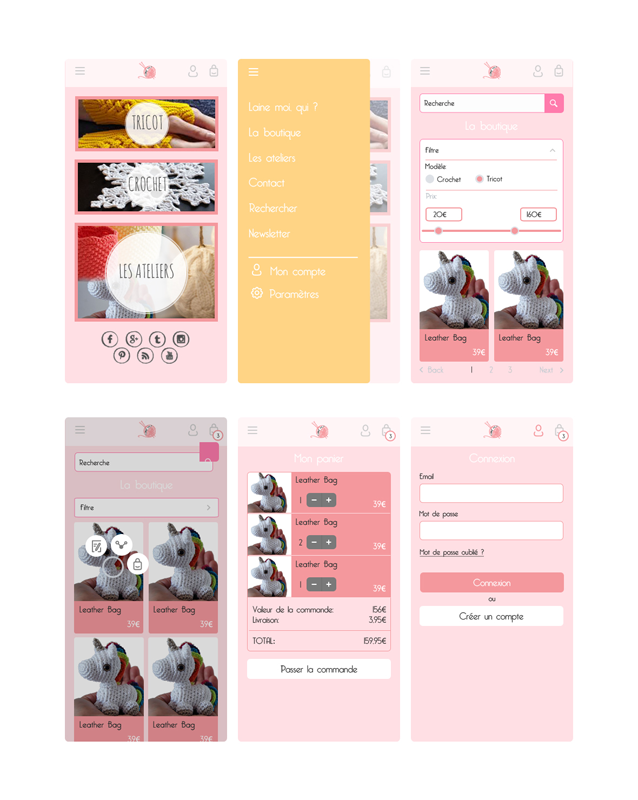 TRICOT
CROCHET
LES ATELIERS
Laine moi qui ?
La boutique
Les ateliers
Contact
Rechercher
Newsletter
Mon compte
Paramètres
Recherche
La boutique
Filtre
Modèle
Crochet Tricot
Prix
20€ 160€
Leather Bag Leather Bag
39€ 39€
Back 1 2 3 Next
3
Recherche
La boutique
Filtre
Leather Bag Leather Bag
39€ 39€
Leather Bag Leather Bag
39€ 39€
3
Mon panier
Leather Bag
1 − +
39€
Leather Bag
2 − +
39€
Leather Bag
1 − +
39€
Valeur de la commande: 156€
Livraison: 3,95€
TOTAL: 159,95€
Passer la commande
3
Connexion
Email
Mot de passe
Mot de passe oublié ?
Connexion
ou
Créer un compte